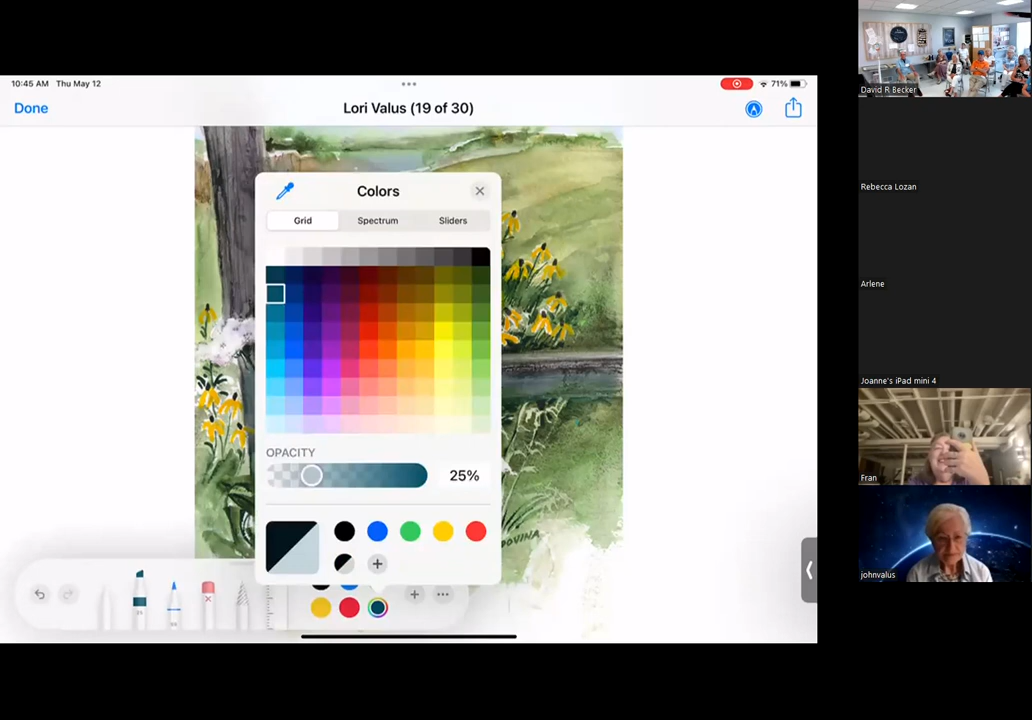 10:45 AM Thu May 12
71%
Done
Lori Valus (19 of 30)
Colors
Grid
Spectrum
Sliders
OPACITY
25%
DOVINA
David R Becker
Rebecca Lozan
Arlene
Joanne's iPad mini 4
Fran
johnvalus